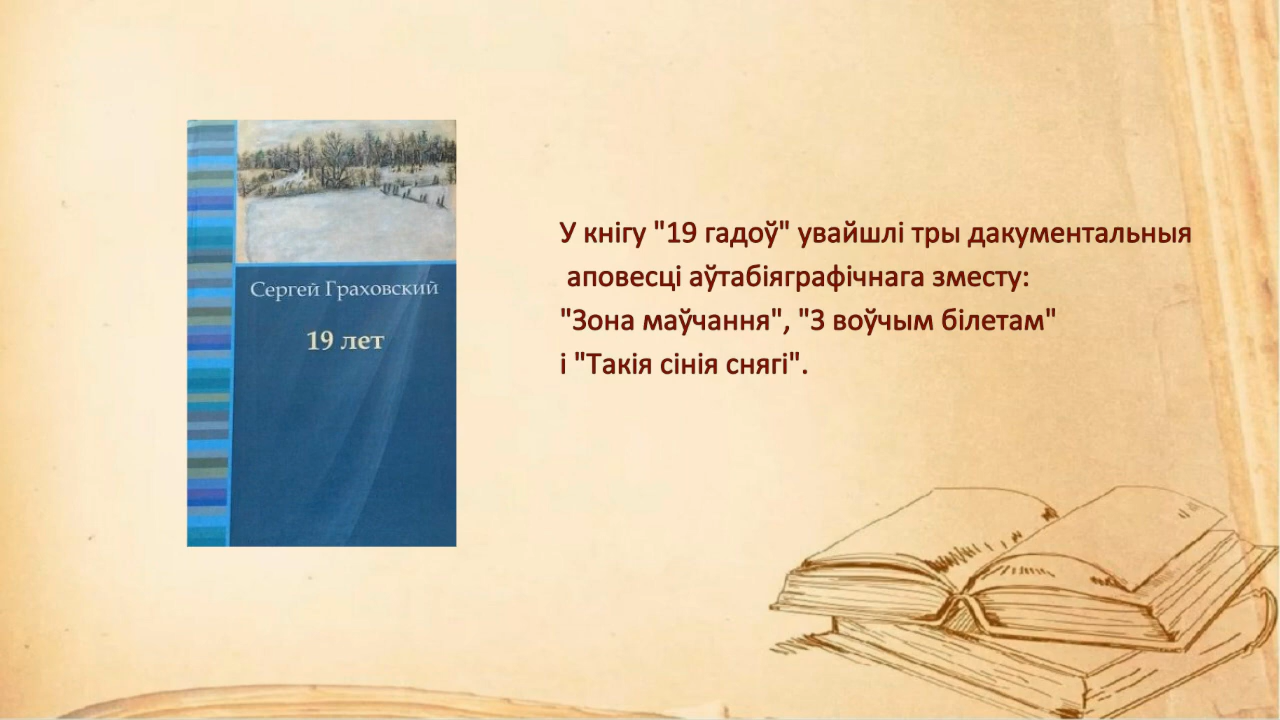 Сергей Граховский
19 лет
У кнігу "19 гадоў" увайшлі тры дакументальныя
аповесці аўтабіяграфічнага зместу:
"Зона маўчання", "З воўчым білетам"
і "Такія сінія снягі".